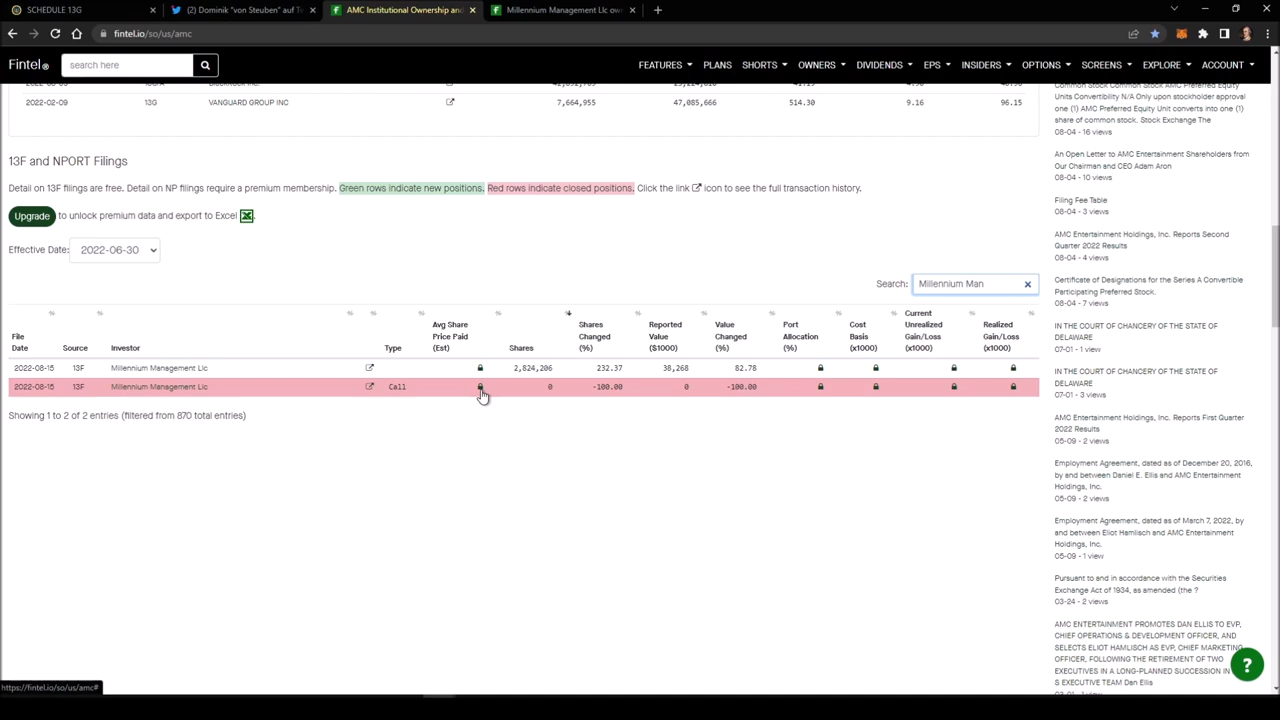 SCHEDULE 13G
(2) Dominik "von Steuben" auf Tw
AMC Institutional Ownership and
Millennium Management Llc own
fintel.io/so/us/amc
Fintel
search here
FEATURES
PLANS
SHORTS
OWNERS
DIVIDENDS
EPS
INSIDERS
OPTIONS
SCREENS
EXPLORE
ACCOUNT
2022-02-09 13G VANGUARD GROUP INC 7,664,955 47,085,666 514.30 9.16 96.15
13F and NPORT Filings
Detail on 13F filings are free. Detail on NP filings require a premium membership. Green rows indicate new positions. Red rows indicate closed positions. Click the link icon to see the full transaction history.
Upgrade to unlock premium data and export to Excel
Effective Date: 2022-06-30
Search: Millennium Man
File Date
Source
Investor
Type
Avg Share Price Paid (Est)
Shares
Shares Changed (%)
Reported Value ($1000)
Value Changed (%)
Port Allocation (%)
Cost Basis (x1000)
Current Unrealized Gain/Loss (x1000)
Realized Gain/Loss (x1000)
2022-08-15 13F Millennium Management Llc 2,824,206 232.37 38,268 82.78
2022-08-15 13F Millennium Management Llc Call 0 -100.00 0 -100.00
Showing 1 to 2 of 2 entries (filtered from 870 total entries)
Common Stock Common Stock AMC Preferred Equity
Units Convertibility N/A Only upon stockholder approval
one (1) AMC Preferred Equity Unit converts into one (1)
share of common stock. Stock Exchange The
08-04 - 16 views
An Open Letter to AMC Entertainment Shareholders from
Our Chairman and CEO Adam Aron
08-04 - 10 views
Filing Fee Table
08-04 - 3 views
AMC Entertainment Holdings, Inc. Reports Second
Quarter 2022 Results
08-04 - 4 views
Certificate of Designations for the Series A Convertible
Participating Preferred Stock.
08-04 - 7 views
IN THE COURT OF CHANCERY OF THE STATE OF
DELAWARE
07-01 - 1 view
IN THE COURT OF CHANCERY OF THE STATE OF
DELAWARE
07-01 - 3 views
AMC Entertainment Holdings, Inc. Reports First Quarter
2022 Results
05-09 - 2 views
Employment Agreement, dated as of December 20, 2016,
by and between Daniel E. Ellis and AMC Entertainment
Holdings, Inc.
05-09 - 2 views
Employment Agreement, dated as of March 7, 2022, by
and between Eliot Hamlisch and AMC Entertainment
Holdings, Inc.
05-09 - 1 view
Pursuant to and in accordance with the Securities
Exchange Act of 1934, as amended (the ?
03-24 - 2 views
AMC ENTERTAINMENT PROMOTES DAN ELLIS TO EVP,
CHIEF OPERATIONS & DEVELOPMENT OFFICER, AND
SELECTS ELIOT HAMLISCH AS EVP, CHIEF MARKETING
OFFICER, FOLLOWING THE RETIREMENT OF TWO
EXECUTIVES IN A LONG-PLANNED SUCCESSION IN
S EXECUTIVE TEAM Dan Ellis
?
https://fintel.io/so/us/amc#